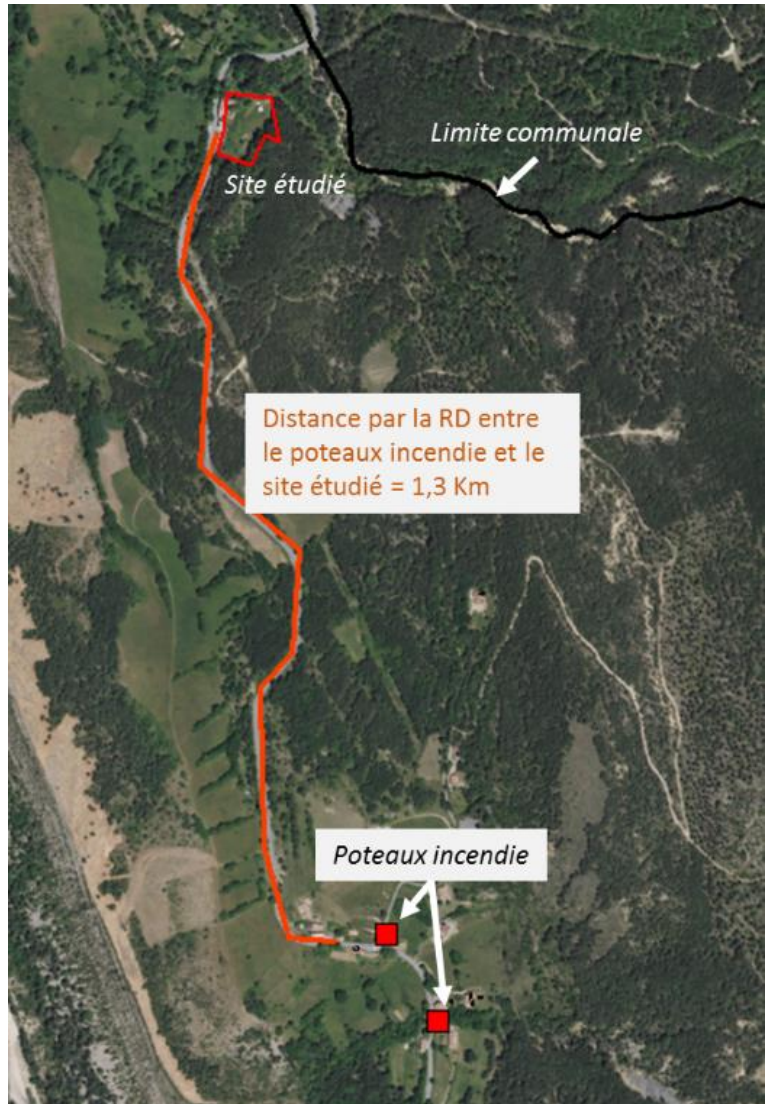 Limite communale
Site étudié
Distance par la RD entre
le poteaux incendie et le
site étudié = 1,3 Km
Poteaux incendie